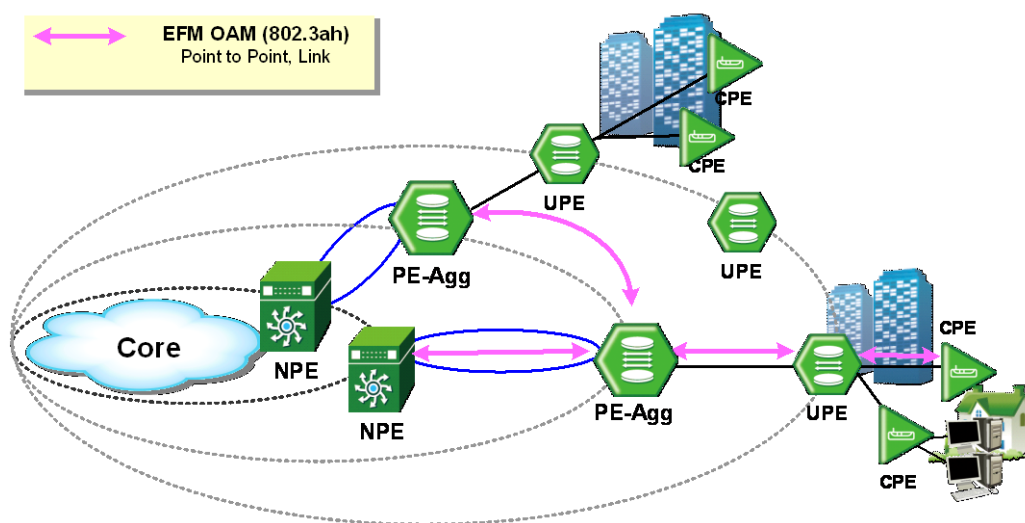 EFM OAM (802.3ah)
Point to Point, Link
CPE
CPE
UPE
UPE
PE-Agg
Core
NPE
NPE
PE-Agg
UPE
CPE
CPE